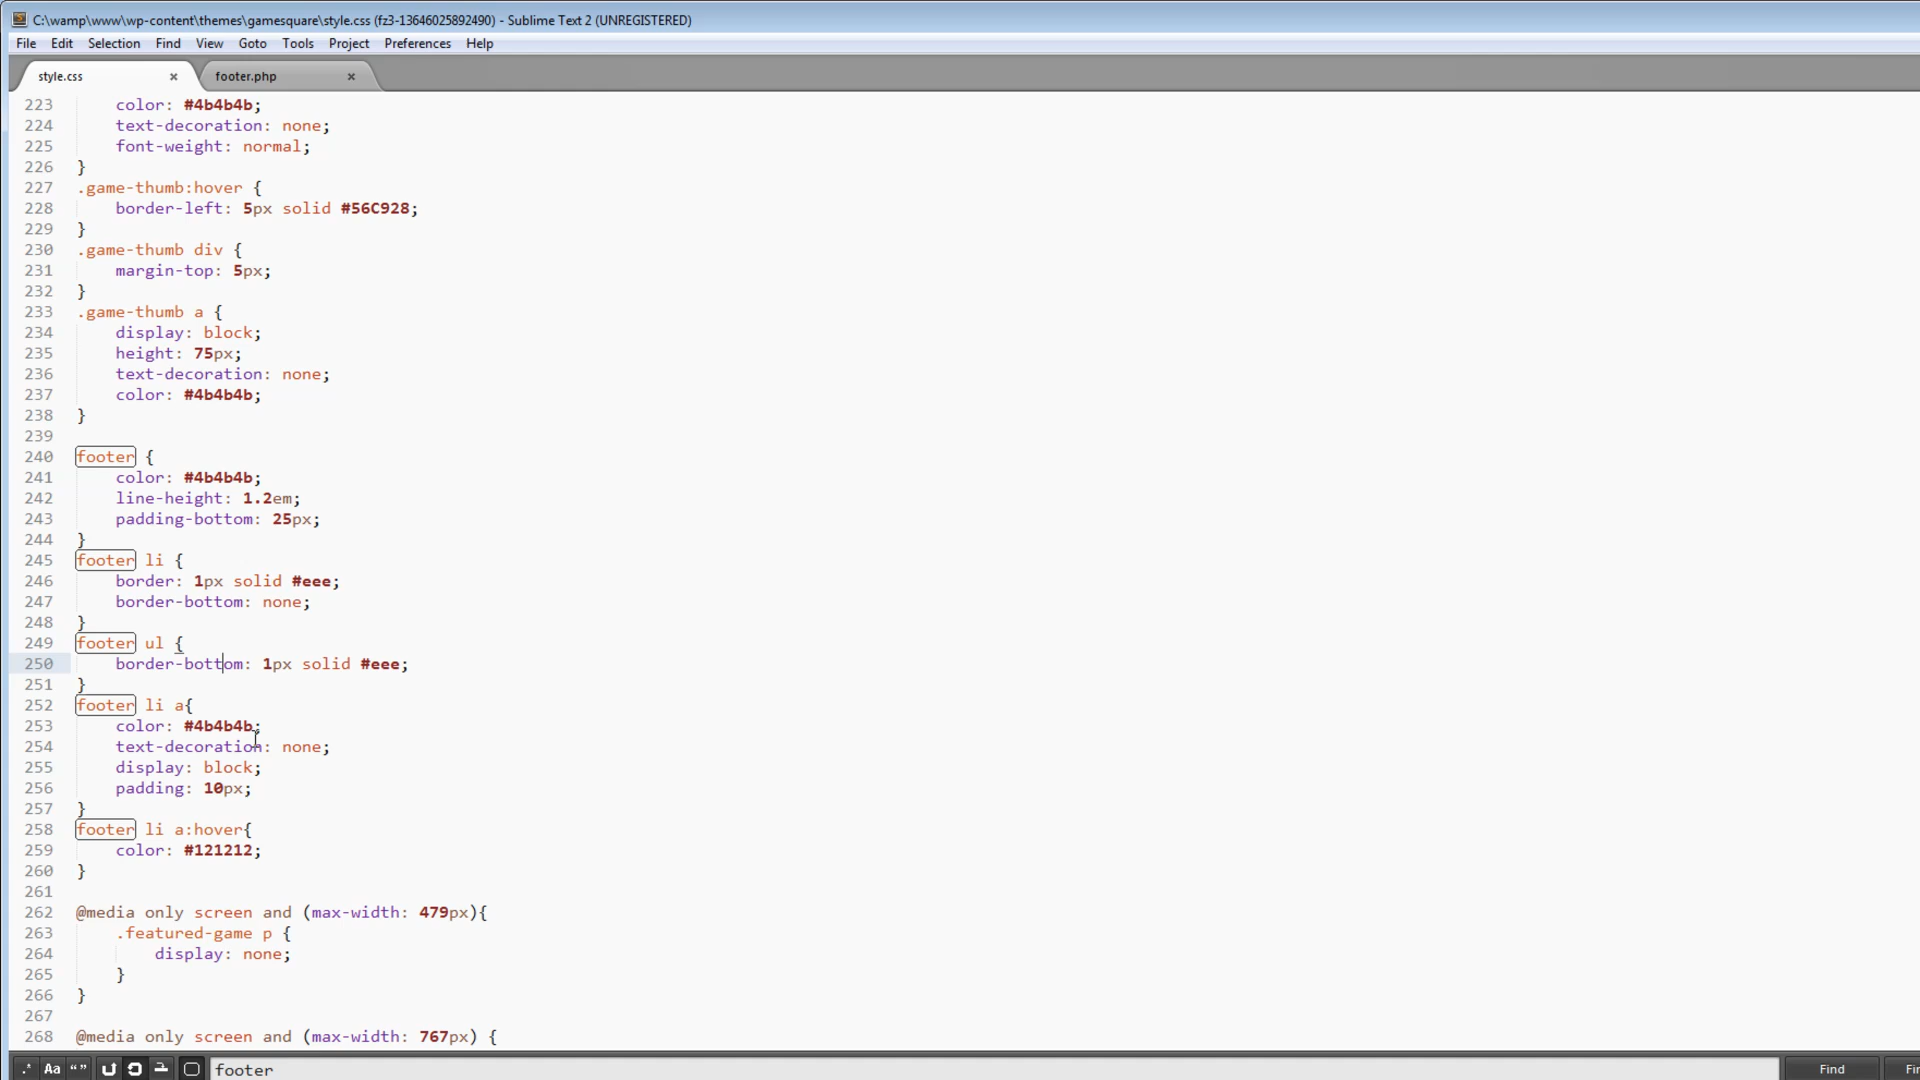 C:\wamp\www\wp-content\themes\gamesquare\style.css (fz3-13646025892490) - Sublime Text 2 (UNREGISTERED)
File Edit Selection Find View Goto Tools Project Preferences Help
style.css × footer.php ×
223 color: #4b4b4b;
224 text-decoration: none;
225 font-weight: normal;
226 }
227 .game-thumb:hover {
228 border-left: 5px solid #56C928;
229 }
230 .game-thumb div {
231 margin-top: 5px;
232 }
233 .game-thumb a {
234 display: block;
235 height: 75px;
236 text-decoration: none;
237 color: #4b4b4b;
238 }
239
240 footer {
241 color: #4b4b4b;
242 line-height: 1.2em;
243 padding-bottom: 25px;
244 }
245 footer li {
246 border: 1px solid #eee;
247 border-bottom: none;
248 }
249 footer ul {
250 border-bottom: 1px solid #eee;
251 }
252 footer li a{
253 color: #4b4b4b;
254 text-decoration: none;
255 display: block;
256 padding: 10px;
257 }
258 footer li a:hover{
259 color: #121212;
260 }
261
262 @media only screen and (max-width: 479px){
263 .featured-game p {
264 display: none;
265 }
266 }
267
268 @media only screen and (max-width: 767px) {
.* Aa “” footer Find Fi